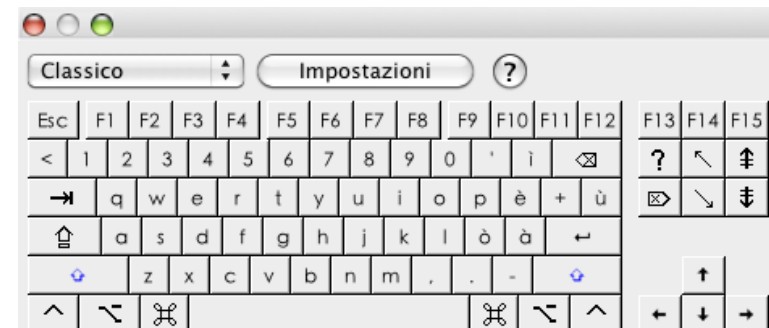 Classico Impostazioni ?
Esc F1 F2 F3 F4 F5 F6 F7 F8 F9 F10 F11 F12 F13 F14 F15
< 1 2 3 4 5 6 7 8 9 0 ' ì ⌫ ? ↖ ⇞
⇥ q w e r t y u i o p è + ù ⌦ ↘ ⇟
⇪ a s d f g h j k l ò à ↵
⇧ z x c v b n m , . - ⇧ ↑
^ ⌥ ⌘ ⌘ ⌥ ^ ← ↓ →